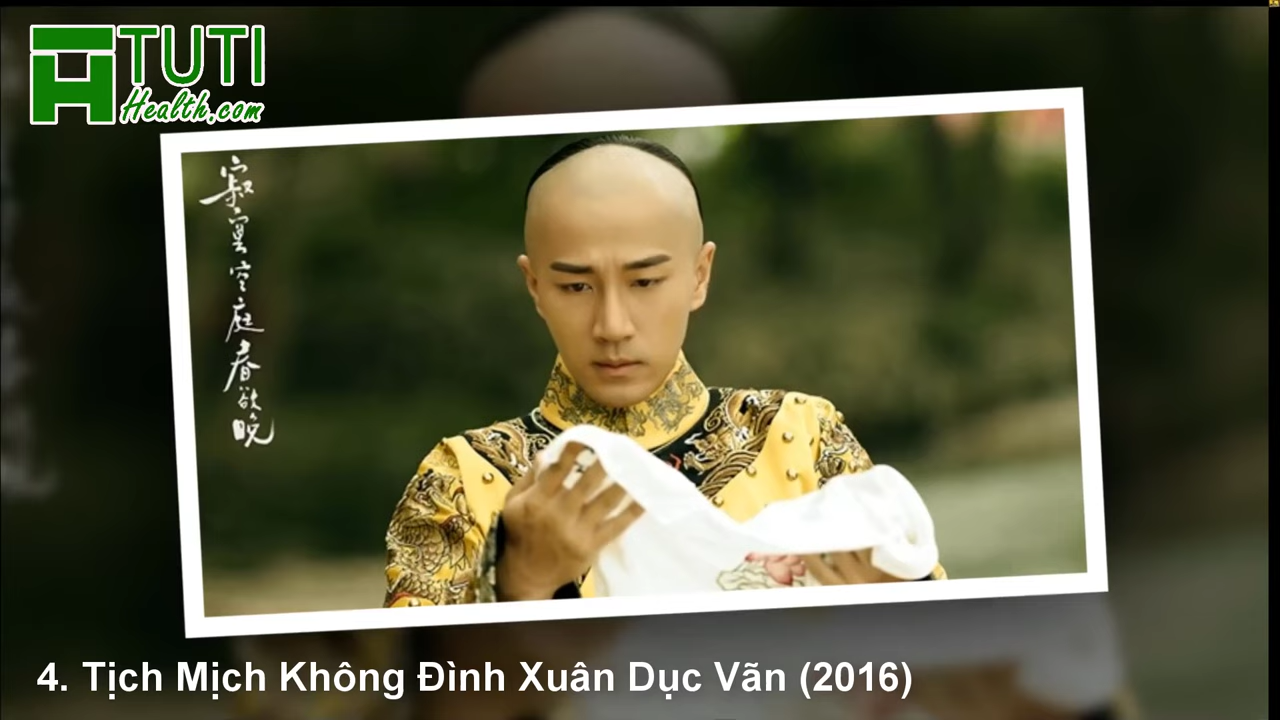 TUTI
Health.com
寂寞空庭春欲晚
4. Tịch Mịch Không Đình Xuân Dục Vãn (2016)